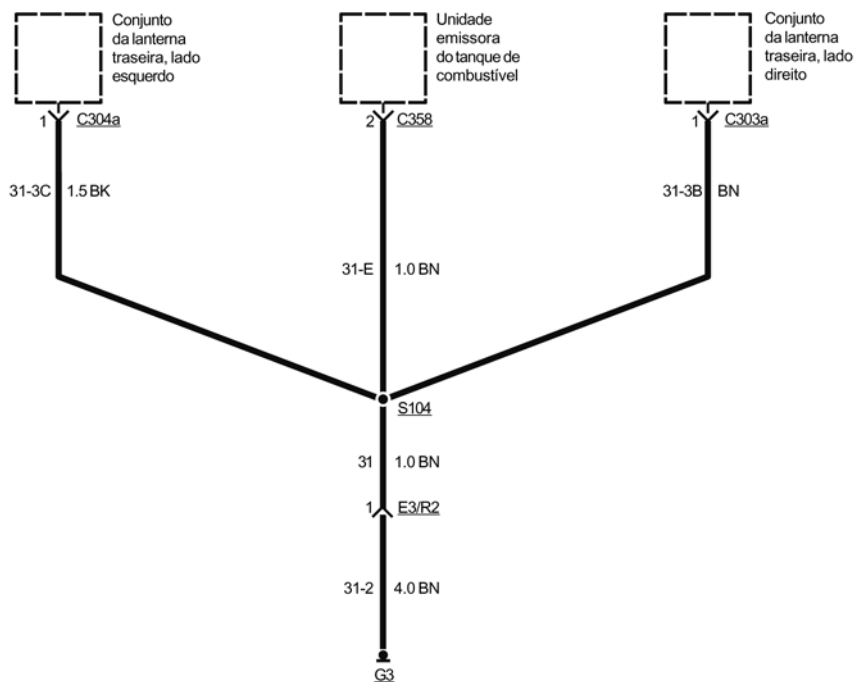 Conjunto
da lanterna
traseira, lado
esquerdo
Unidade
emissora
do tanque de
combustível
Conjunto
da lanterna
traseira, lado
direito
1 C304a
2 C358
1 C303a
31-3C 1.5 BK
31-3B BN
31-E 1.0 BN
S104
31 1.0 BN
1 E3/R2
31-2 4.0 BN
G3